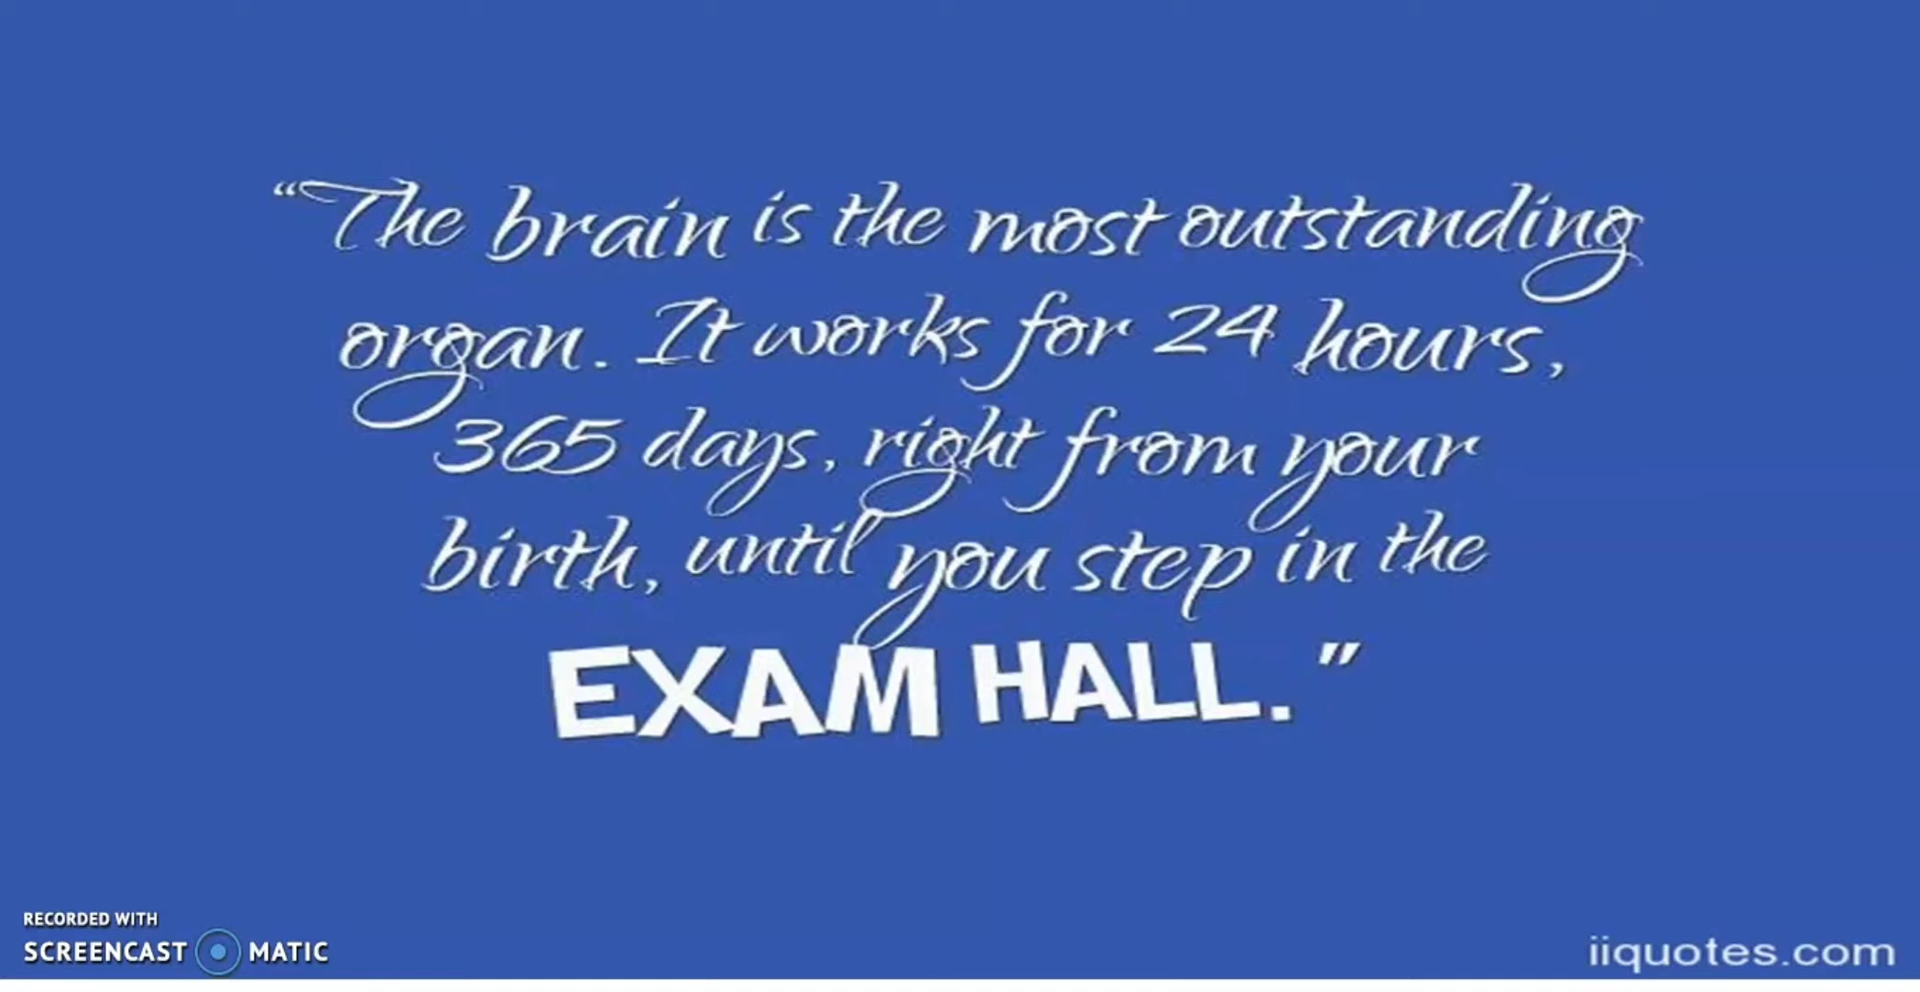 “The brain is the most outstanding
organ. It works for 24 hours,
365 days, right from your
birth, until you step in the
EXAM HALL.”
RECORDED WITH
SCREENCAST MATIC
iiquotes.com